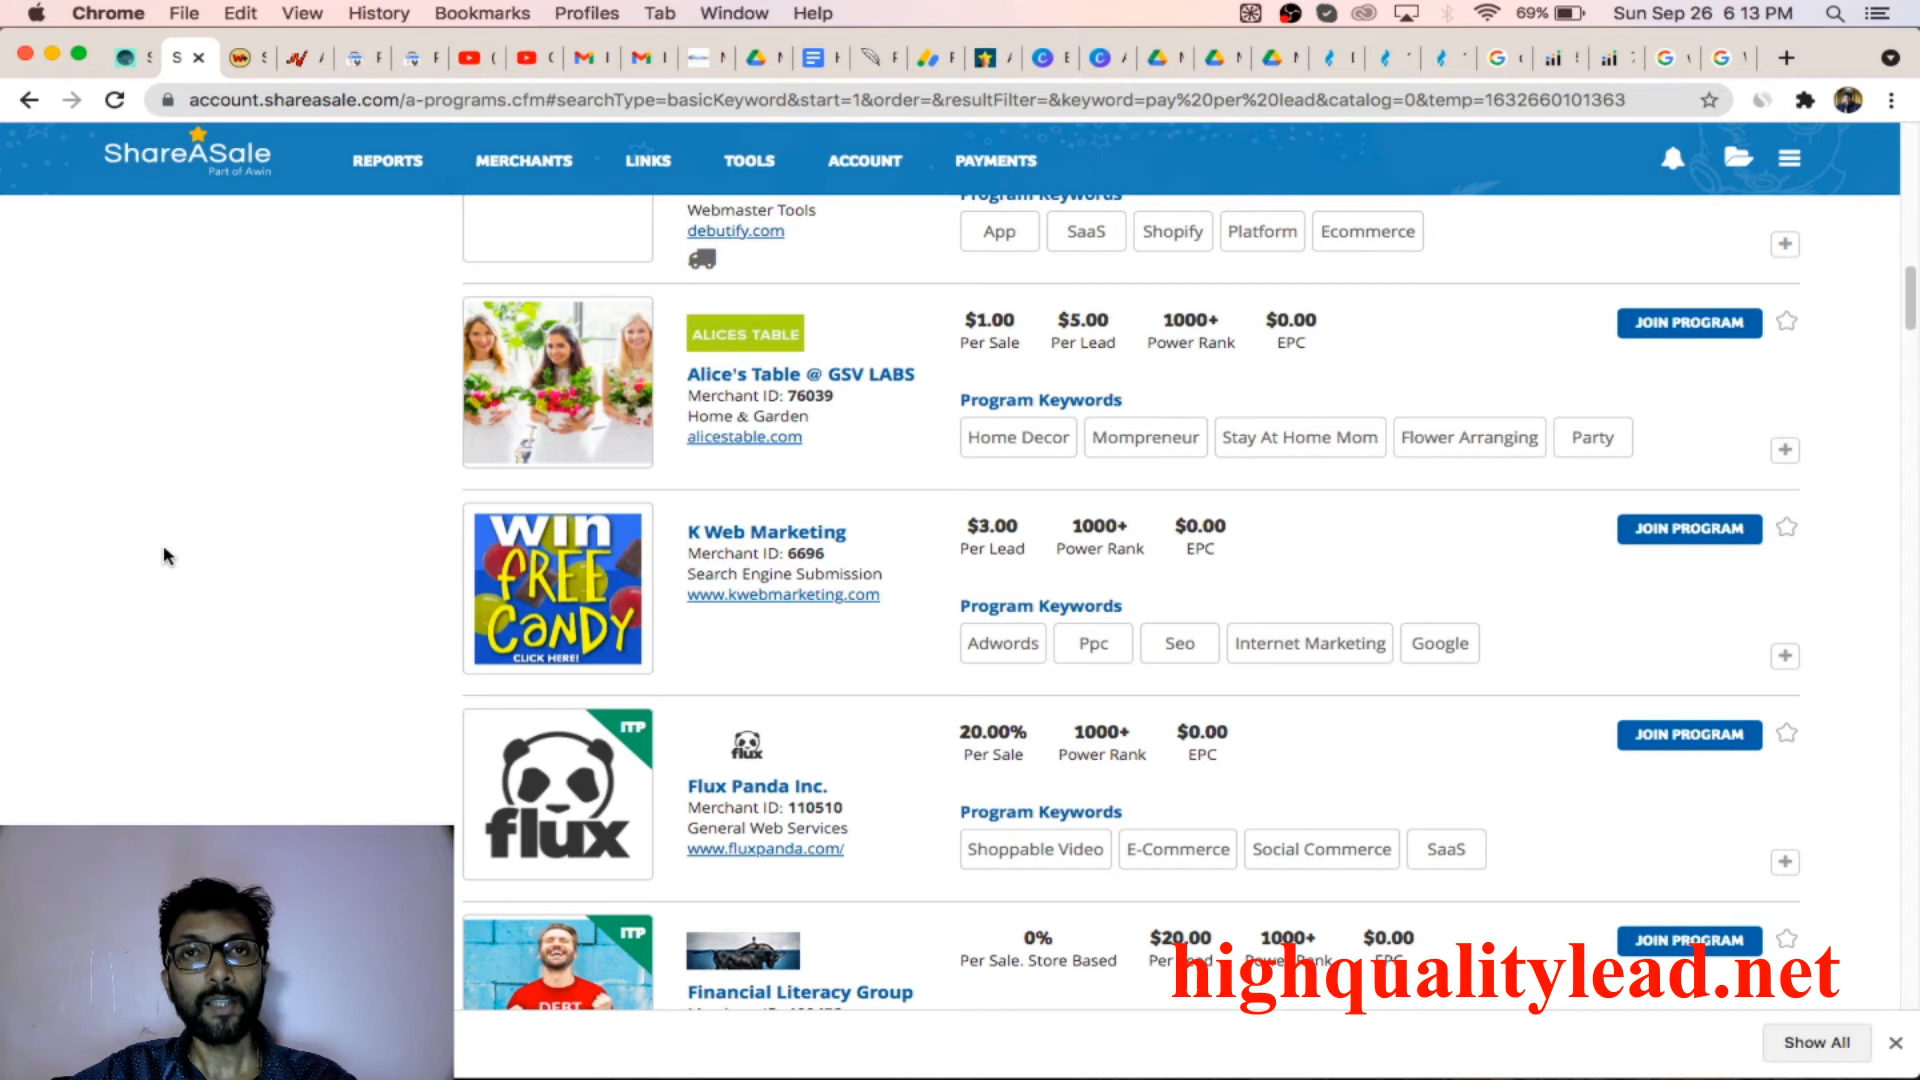 Chrome File Edit View History Bookmarks Profiles Tab Window Help 69% Sun Sep 26 6:13 PM
account.shareasale.com/a-programs.cfm#searchType=basicKeyword&start=1&order=&resultFilter=&keyword=pay%20per%20lead&catalog=0&temp=1632660101363
ShareASale
Part of Awin
REPORTS MERCHANTS LINKS TOOLS ACCOUNT PAYMENTS
Program Keywords
Webmaster Tools
debutify.com
App SaaS Shopify Platform Ecommerce
ALICES TABLE
Alice's Table @ GSV LABS
Merchant ID: 76039
Home & Garden
alicestable.com
$1.00 $5.00 1000+ $0.00
Per Sale Per Lead Power Rank EPC
JOIN PROGRAM
Program Keywords
Home Decor Mompreneur Stay At Home Mom Flower Arranging Party
win
FREE
CANDY
CLICK HERE!
K Web Marketing
Merchant ID: 6696
Search Engine Submission
www.kwebmarketing.com
$3.00 1000+ $0.00
Per Lead Power Rank EPC
JOIN PROGRAM
Program Keywords
Adwords Ppc Seo Internet Marketing Google
ITP
flux
flux
Flux Panda Inc.
Merchant ID: 110510
General Web Services
www.fluxpanda.com/
20.00% 1000+ $0.00
Per Sale Power Rank EPC
JOIN PROGRAM
Program Keywords
Shoppable Video E-Commerce Social Commerce SaaS
ITP
DEBT
Financial Literacy Group
0% $20.00 1000+ $0.00
Per Sale. Store Based Per Lead Power Rank EPC
JOIN PROGRAM
highqualitylead.net
Show All